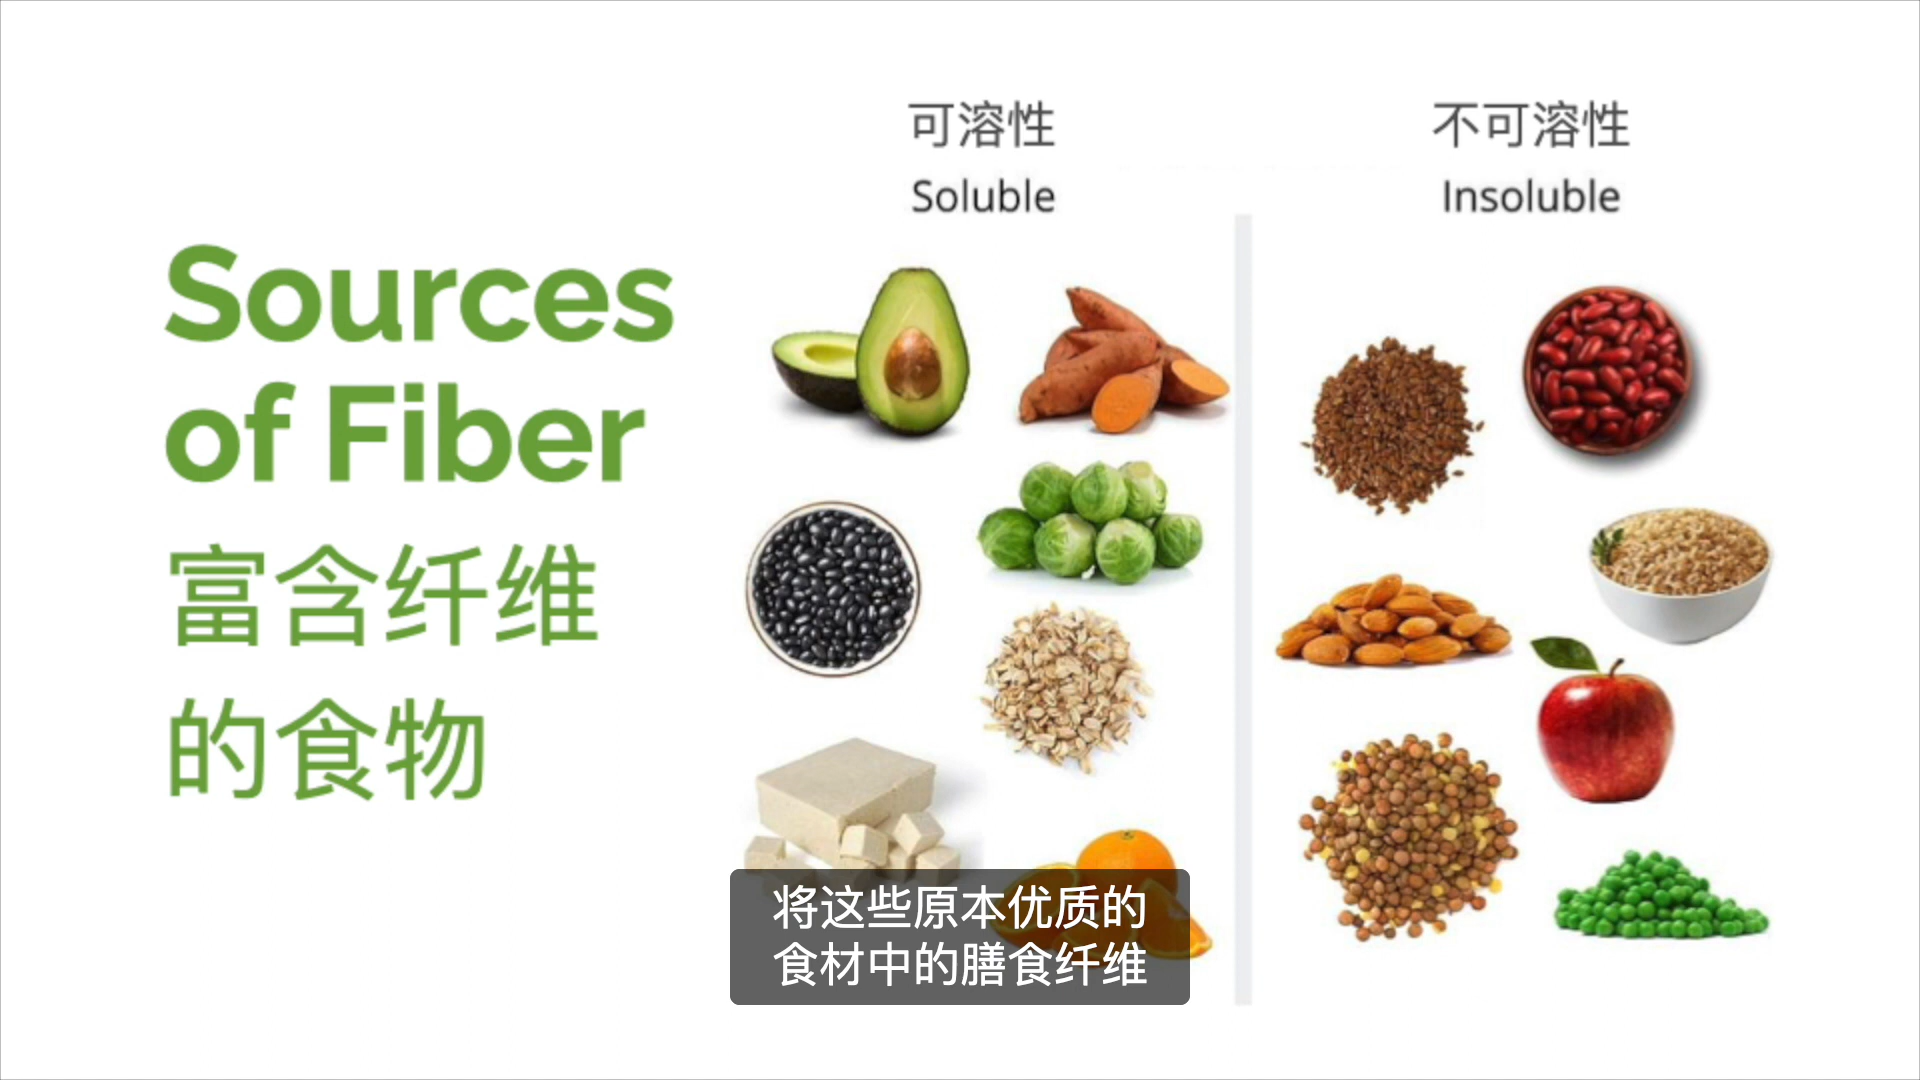 Sources
of Fiber
富含纤维
的食物
可溶性
Soluble
不可溶性
Insoluble
将这些原本优质的
食材中的膳食纤维